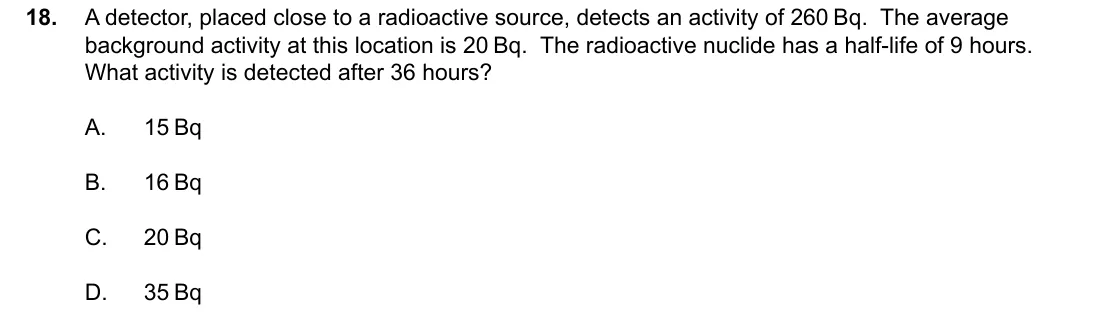 18. A detector, placed close to a radioactive source, detects an activity of 260 Bq. The average
background activity at this location is 20 Bq. The radioactive nuclide has a half-life of 9 hours.
What activity is detected after 36 hours?
A. 15 Bq
B. 16 Bq
C. 20 Bq
D. 35 Bq